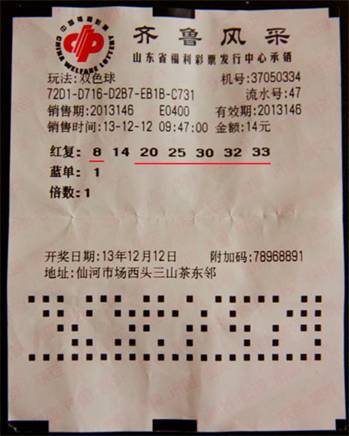 中国福利彩票
CHINA WELFARE LOTTERY
齐鲁风采
山东省福利彩票发行中心承销
玩法:双色球 机号:37050334
72D1-D716-D2B7-EB1B-C731 流水号:47
销售期:2013146 E0400 有效期:2013146
销售时间:13-12-12 09:47:00 金额:14元
红复: 8 14 20 25 30 32 33
蓝单: 1
倍数:1
开奖日期:13年12月12日 附加码:78968891
地址:仙河市场西头三山茶东邻